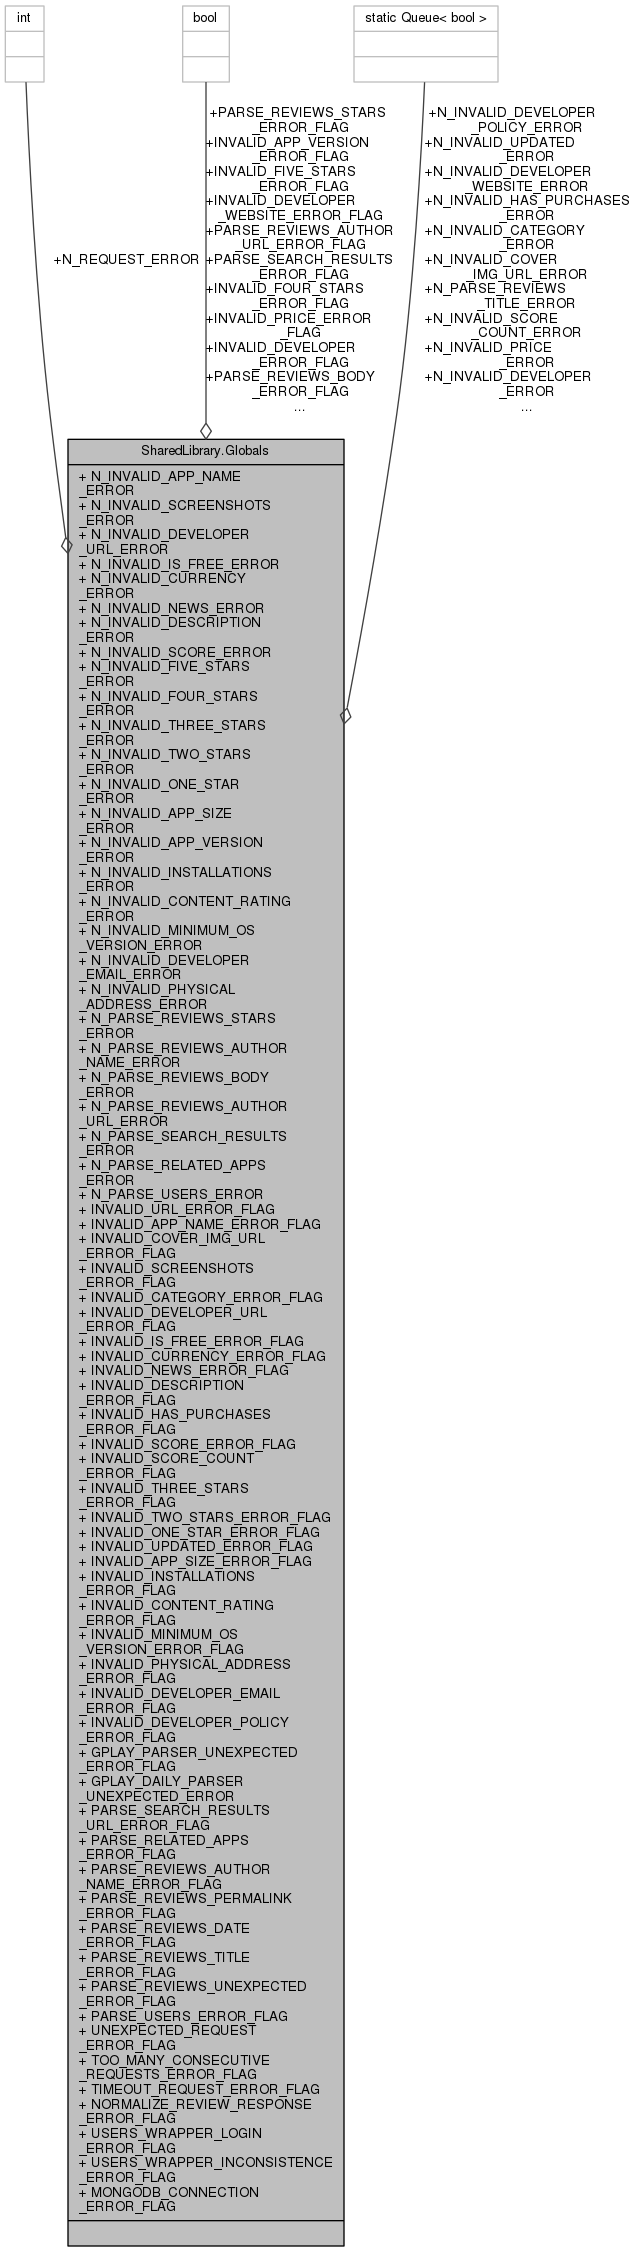 int
bool
static Queue< bool >
+N_REQUEST_ERROR
+PARSE_REVIEWS_STARS
_ERROR_FLAG
+INVALID_APP_VERSION
_ERROR_FLAG
+INVALID_FIVE_STARS
_ERROR_FLAG
+INVALID_DEVELOPER
_WEBSITE_ERROR_FLAG
+PARSE_REVIEWS_AUTHOR
_URL_ERROR_FLAG
+PARSE_SEARCH_RESULTS
_ERROR_FLAG
+INVALID_FOUR_STARS
_ERROR_FLAG
+INVALID_PRICE_ERROR
_FLAG
+INVALID_DEVELOPER
_ERROR_FLAG
+PARSE_REVIEWS_BODY
_ERROR_FLAG
...
+N_INVALID_DEVELOPER
_POLICY_ERROR
+N_INVALID_UPDATED
_ERROR
+N_INVALID_DEVELOPER
_WEBSITE_ERROR
+N_INVALID_HAS_PURCHASES
_ERROR
+N_INVALID_CATEGORY
_ERROR
+N_INVALID_COVER
_IMG_URL_ERROR
+N_PARSE_REVIEWS
_TITLE_ERROR
+N_INVALID_SCORE
_COUNT_ERROR
+N_INVALID_PRICE
_ERROR
+N_INVALID_DEVELOPER
_ERROR
...
SharedLibrary.Globals
+ N_INVALID_APP_NAME
_ERROR
+ N_INVALID_SCREENSHOTS
_ERROR
+ N_INVALID_DEVELOPER
_URL_ERROR
+ N_INVALID_IS_FREE_ERROR
+ N_INVALID_CURRENCY
_ERROR
+ N_INVALID_NEWS_ERROR
+ N_INVALID_DESCRIPTION
_ERROR
+ N_INVALID_SCORE_ERROR
+ N_INVALID_FIVE_STARS
_ERROR
+ N_INVALID_FOUR_STARS
_ERROR
+ N_INVALID_THREE_STARS
_ERROR
+ N_INVALID_TWO_STARS
_ERROR
+ N_INVALID_ONE_STAR
_ERROR
+ N_INVALID_APP_SIZE
_ERROR
+ N_INVALID_APP_VERSION
_ERROR
+ N_INVALID_INSTALLATIONS
_ERROR
+ N_INVALID_CONTENT_RATING
_ERROR
+ N_INVALID_MINIMUM_OS
_VERSION_ERROR
+ N_INVALID_DEVELOPER
_EMAIL_ERROR
+ N_INVALID_PHYSICAL
_ADDRESS_ERROR
+ N_PARSE_REVIEWS_STARS
_ERROR
+ N_PARSE_REVIEWS_AUTHOR
_NAME_ERROR
+ N_PARSE_REVIEWS_BODY
_ERROR
+ N_PARSE_REVIEWS_AUTHOR
_URL_ERROR
+ N_PARSE_SEARCH_RESULTS
_ERROR
+ N_PARSE_RELATED_APPS
_ERROR
+ N_PARSE_USERS_ERROR
+ INVALID_URL_ERROR_FLAG
+ INVALID_APP_NAME_ERROR_FLAG
+ INVALID_COVER_IMG_URL
_ERROR_FLAG
+ INVALID_SCREENSHOTS
_ERROR_FLAG
+ INVALID_CATEGORY_ERROR_FLAG
+ INVALID_DEVELOPER_URL
_ERROR_FLAG
+ INVALID_IS_FREE_ERROR_FLAG
+ INVALID_CURRENCY_ERROR_FLAG
+ INVALID_NEWS_ERROR_FLAG
+ INVALID_DESCRIPTION
_ERROR_FLAG
+ INVALID_HAS_PURCHASES
_ERROR_FLAG
+ INVALID_SCORE_ERROR_FLAG
+ INVALID_SCORE_COUNT
_ERROR_FLAG
+ INVALID_THREE_STARS
_ERROR_FLAG
+ INVALID_TWO_STARS_ERROR_FLAG
+ INVALID_ONE_STAR_ERROR_FLAG
+ INVALID_UPDATED_ERROR_FLAG
+ INVALID_APP_SIZE_ERROR_FLAG
+ INVALID_INSTALLATIONS
_ERROR_FLAG
+ INVALID_CONTENT_RATING
_ERROR_FLAG
+ INVALID_MINIMUM_OS
_VERSION_ERROR_FLAG
+ INVALID_PHYSICAL_ADDRESS
_ERROR_FLAG
+ INVALID_DEVELOPER_EMAIL
_ERROR_FLAG
+ INVALID_DEVELOPER_POLICY
_ERROR_FLAG
+ GPLAY_PARSER_UNEXPECTED
_ERROR_FLAG
+ GPLAY_DAILY_PARSER
_UNEXPECTED_ERROR
+ PARSE_SEARCH_RESULTS
_URL_ERROR_FLAG
+ PARSE_RELATED_APPS
_ERROR_FLAG
+ PARSE_REVIEWS_AUTHOR
_NAME_ERROR_FLAG
+ PARSE_REVIEWS_PERMALINK
_ERROR_FLAG
+ PARSE_REVIEWS_DATE
_ERROR_FLAG
+ PARSE_REVIEWS_TITLE
_ERROR_FLAG
+ PARSE_REVIEWS_UNEXPECTED
_ERROR_FLAG
+ PARSE_USERS_ERROR_FLAG
+ UNEXPECTED_REQUEST
_ERROR_FLAG
+ TOO_MANY_CONSECUTIVE
_REQUESTS_ERROR_FLAG
+ TIMEOUT_REQUEST_ERROR_FLAG
+ NORMALIZE_REVIEW_RESPONSE
_ERROR_FLAG
+ USERS_WRAPPER_LOGIN
_ERROR_FLAG
+ USERS_WRAPPER_INCONSISTENCE
_ERROR_FLAG
+ MONGODB_CONNECTION
_ERROR_FLAG